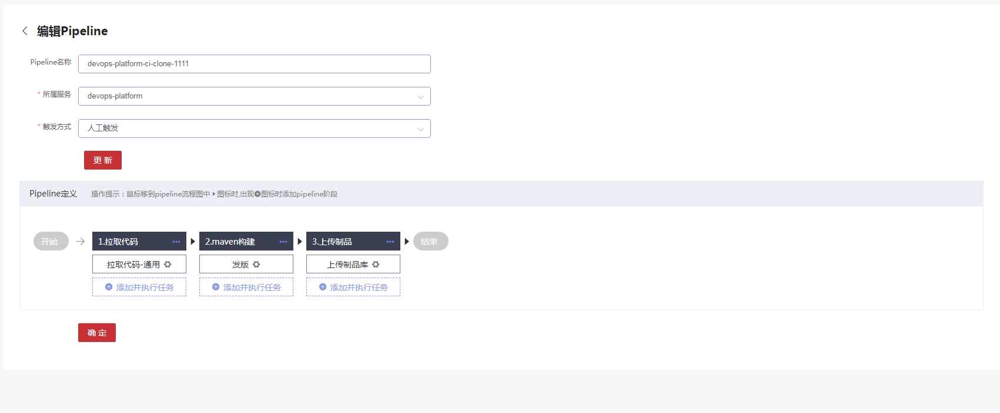 编辑Pipeline
Pipeline名称 devops-platform-ci-clone-1111
* 所属服务 devops-platform
* 触发方式 人工触发
更 新
Pipeline定义 操作提示：鼠标移到pipeline流程图中图标时,出现图标时添加pipeline阶段
开始 1.拉取代码 2.maven构建 3.上传制品 结束
拉取代码-通用 发版 上传制品库
添加并执行任务 添加并执行任务 添加并执行任务
确 定